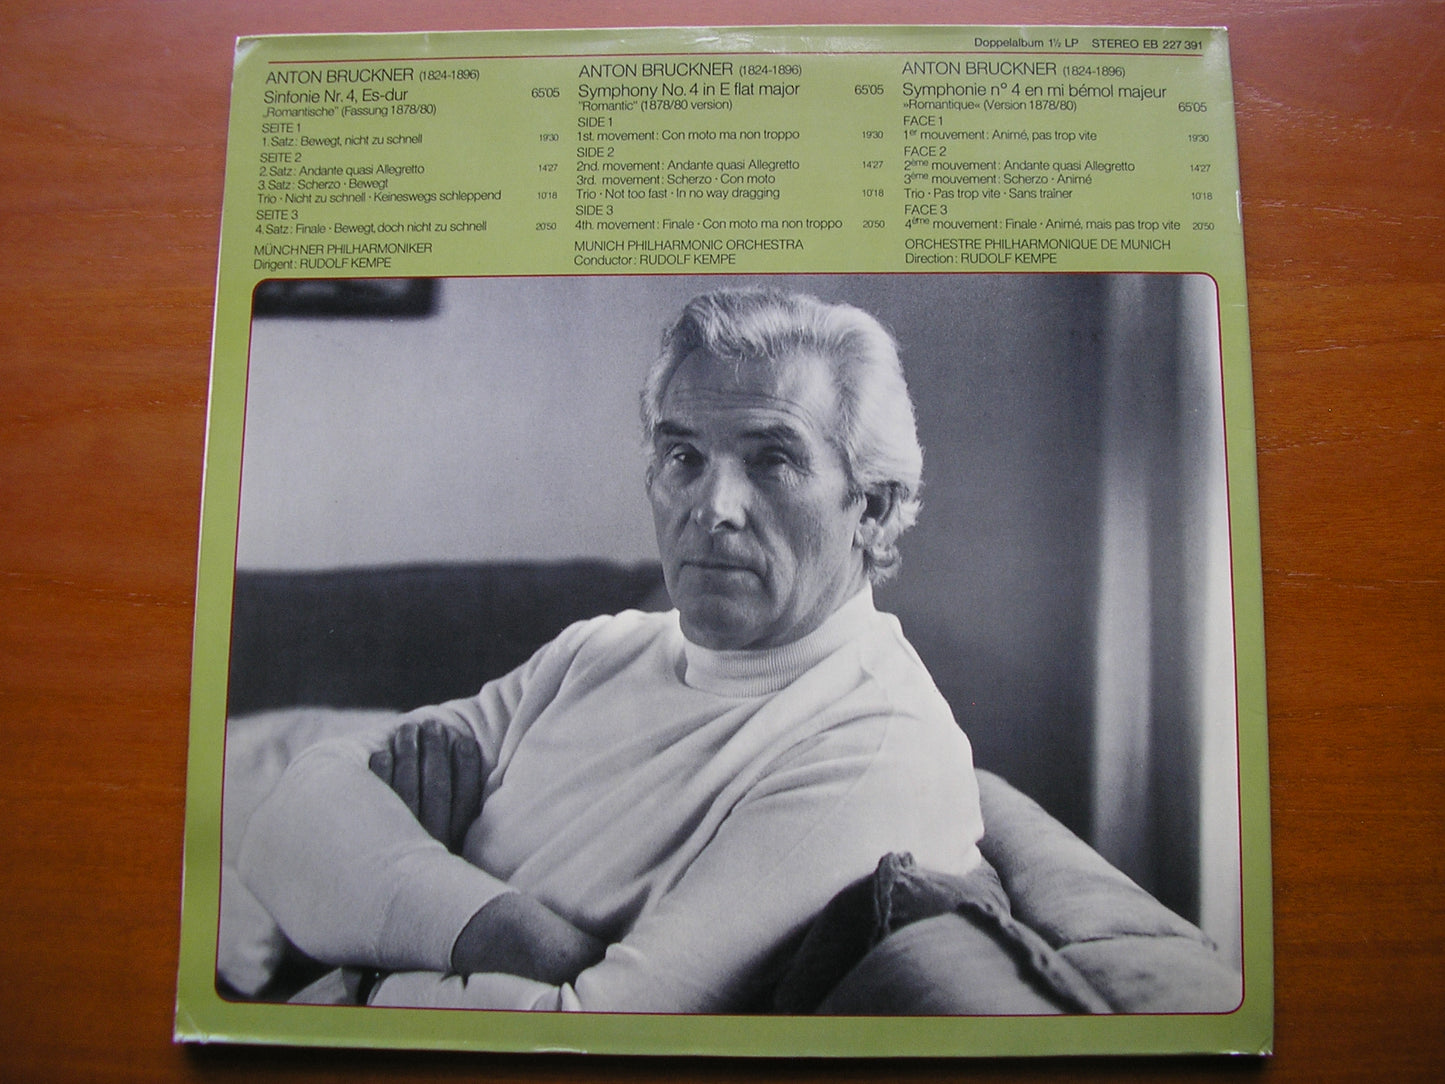 Doppelalbum 1½ LP STEREO EB 227 391
ANTON BRUCKNER (1824-1896)
Sinfonie Nr. 4, Es-dur 65'05
„Romantische" (Fassung 1878/80)
SEITE 1
1. Satz: Bewegt, nicht zu schnell 19'30
SEITE 2
2. Satz: Andante quasi Allegretto 14'27
3. Satz: Scherzo · Bewegt
Trio · Nicht zu schnell · Keineswegs schleppend 10'18
SEITE 3
4. Satz: Finale · Bewegt, doch nicht zu schnell 20'50
MÜNCHNER PHILHARMONIKER
Dirigent: RUDOLF KEMPE
ANTON BRUCKNER (1824-1896)
Symphony No. 4 in E flat major 65'05
"Romantic" (1878/80 version)
SIDE 1
1st. movement: Con moto ma non troppo 19'30
SIDE 2
2nd. movement: Andante quasi Allegretto 14'27
3rd. movement: Scherzo · Con moto
Trio · Not too fast · In no way dragging 10'18
SIDE 3
4th. movement: Finale · Con moto ma non troppo 20'50
MUNICH PHILHARMONIC ORCHESTRA
Conductor: RUDOLF KEMPE
ANTON BRUCKNER (1824-1896)
Symphonie n° 4 en mi bémol majeur
»Romantique« (Version 1878/80) 65'05
FACE 1
1er mouvement: Animé, pas trop vite 19'30
FACE 2
2ème mouvement: Andante quasi Allegretto 14'27
3ème mouvement: Scherzo · Animé
Trio · Pas trop vite · Sans traîner 10'18
FACE 3
4ème mouvement: Finale · Animé, mais pas trop vite 20'50
ORCHESTRE PHILHARMONIQUE DE MUNICH
Direction: RUDOLF KEMPE